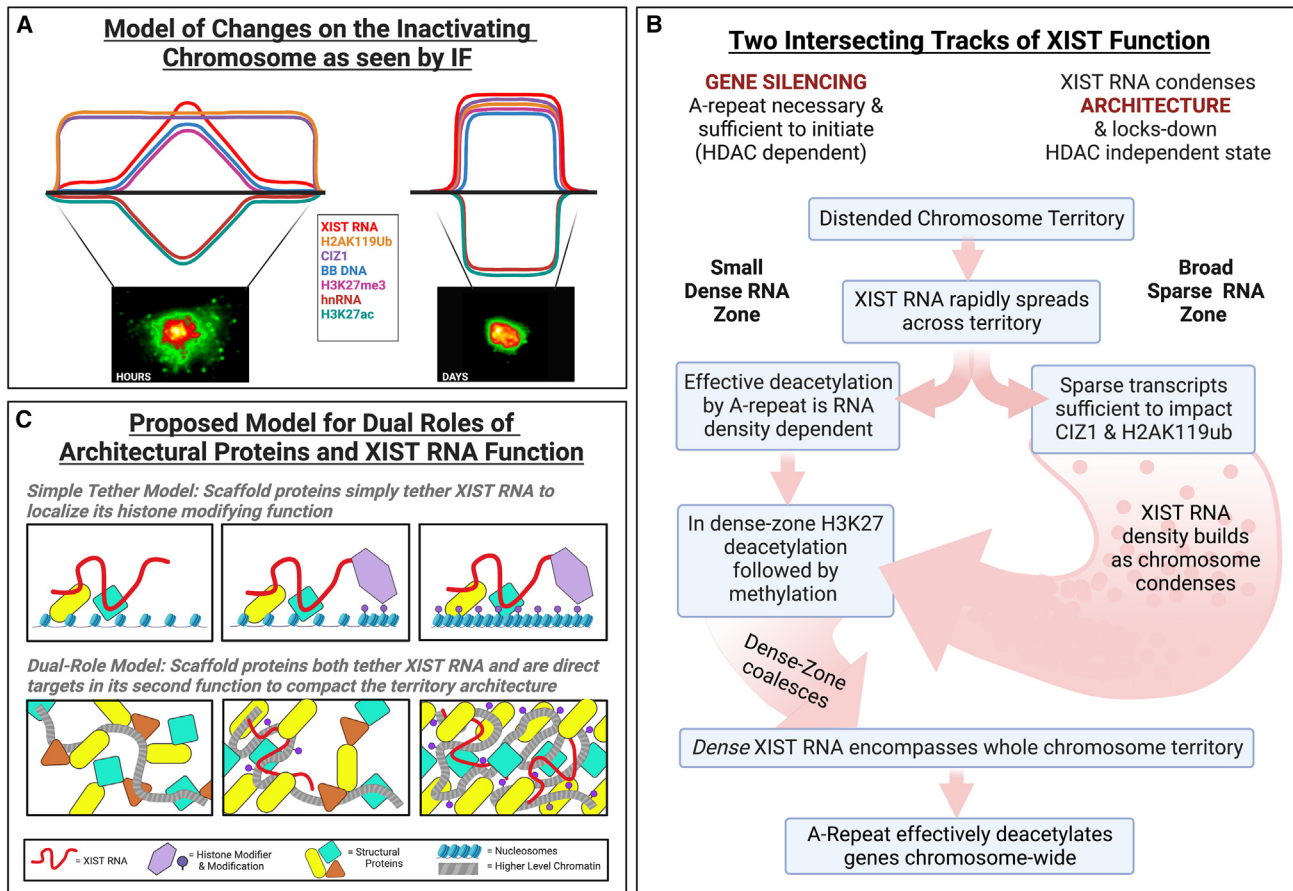 A
Model of Changes on the Inactivating
Chromosome as seen by IF
XIST RNA
H2AK119Ub
CIZ1
BB DNA
H3K27me3
hnRNA
H3K27ac
HOURS
DAYS
B
Two Intersecting Tracks of XIST Function
GENE SILENCING
A-repeat necessary &
sufficient to initiate
(HDAC dependent)
XIST RNA condenses
ARCHITECTURE
& locks-down
HDAC independent state
Distended Chromosome Territory
Small
Dense RNA
Zone
XIST RNA rapidly spreads
across territory
Broad
Sparse RNA
Zone
Effective deacetylation
by A-repeat is RNA
density dependent
Sparse transcripts
sufficient to impact
CIZ1 & H2AK119ub
In dense-zone H3K27
deacetylation
followed by
methylation
XIST RNA
density builds
as chromosome
condenses
Dense-Zone
coalesces
Dense XIST RNA encompasses whole chromosome territory
A-Repeat effectively deacetylates
genes chromosome-wide
C
Proposed Model for Dual Roles of
Architectural Proteins and XIST RNA Function
Simple Tether Model: Scaffold proteins simply tether XIST RNA to
localize its histone modifying function
Dual-Role Model: Scaffold proteins both tether XIST RNA and are direct
targets in its second function to compact the territory architecture
= XIST RNA
= Histone Modifier
& Modification
= Structural
Proteins
= Nucleosomes
= Higher Level Chromatin